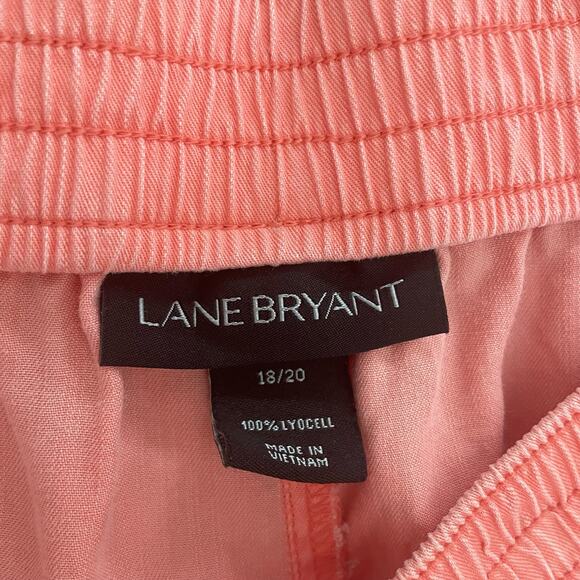 LANE BRYANT
18/20
100% LYOCELL
MADE IN
VIETNAM